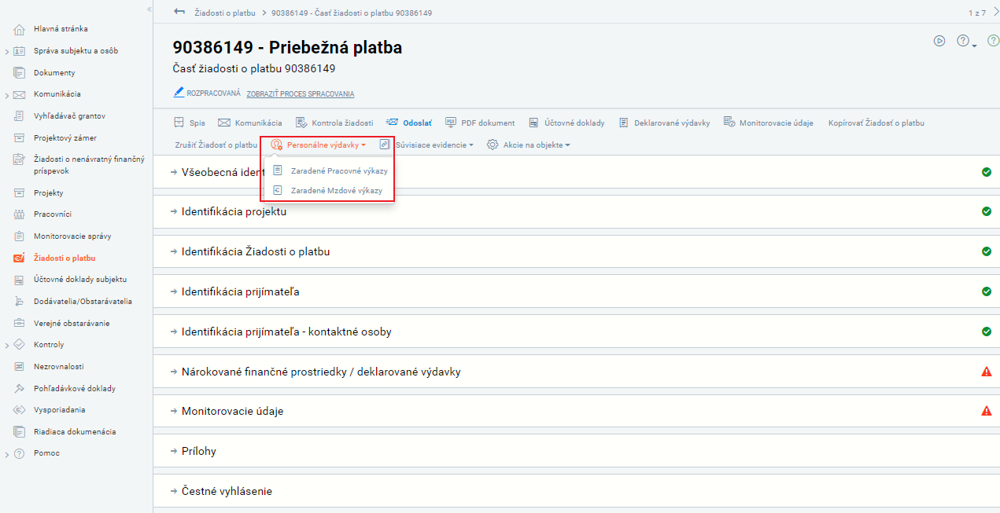 Hlavná stránka
Správa subjektu a osôb
Dokumenty
Komunikácia
Vyhľadávač grantov
Projektový zámer
Žiadosti o nenávratný finančný
príspevok
Projekty
Pracovníci
Monitorovacie správy
Žiadosti o platbu
Účtovné doklady subjektu
Dodávatelia/Obstarávatelia
Verejné obstarávanie
Kontroly
Nezrovnalosti
Pohľadávkové doklady
Vysporiadania
Riadiaca dokumenácia
Pomoc
Žiadosti o platbu > 90386149 - Časť žiadosti o platbu 90386149
1 z 7
90386149 - Priebežná platba
Časť žiadosti o platbu 90386149
ROZPRACOVANÁ ZOBRAZIŤ PROCES SPRACOVANIA
Spis Komunikácia Kontrola žiadosti Odoslať PDF dokument Účtovné doklady Deklarované výdavky Monitorovacie údaje Kopírovať Žiadosť o platbu
Zrušiť Žiadosť o platbu Personálne výdavky Súvisiace evidencie Akcie na objekte
Zaradené Pracovné výkazy
Zaradené Mzdové výkazy
Všeobecná ident
Identifikácia projektu
Identifikácia Žiadosti o platbu
Identifikácia prijímateľa
Identifikácia prijímateľa - kontaktné osoby
Nárokované finančné prostriedky / deklarované výdavky
Monitorovacie údaje
Prílohy
Čestné vyhlásenie